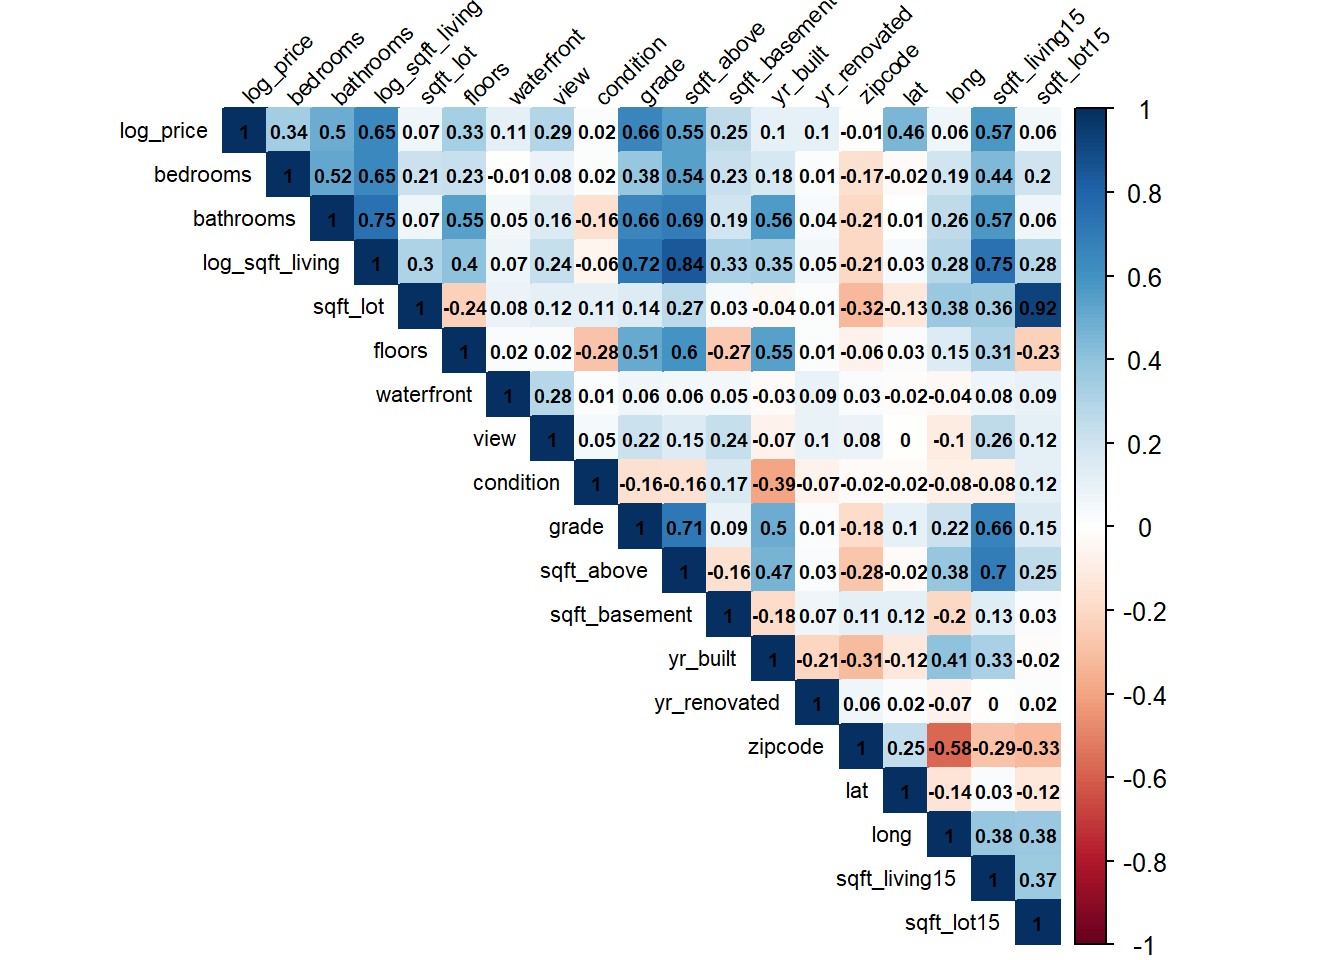 log_price bedrooms bathrooms log_sqft_living sqft_lot floors waterfront view condition grade sqft_above sqft_basement yr_built yr_renovated zipcode lat long sqft_living15 sqft_lot15
log_price 1 0.34 0.5 0.65 0.07 0.33 0.11 0.29 0.02 0.66 0.55 0.25 0.1 0.1 -0.01 0.46 0.06 0.57 0.06
bedrooms 1 0.52 0.65 0.21 0.23 -0.01 0.08 0.02 0.38 0.54 0.23 0.18 0.01 -0.17 -0.02 0.19 0.44 0.2
bathrooms 1 0.75 0.07 0.55 0.05 0.16 -0.16 0.66 0.69 0.19 0.56 0.04 -0.21 0.01 0.26 0.57 0.06
log_sqft_living 1 0.3 0.4 0.07 0.24 -0.06 0.72 0.84 0.33 0.35 0.05 -0.21 0.03 0.28 0.75 0.28
sqft_lot 1 -0.24 0.08 0.12 0.11 0.14 0.27 0.03 -0.04 0.01 -0.32 -0.13 0.38 0.36 0.92
floors 1 0.02 0.02 -0.28 0.51 0.6 -0.27 0.55 0.01 -0.06 0.03 0.15 0.31 -0.23
waterfront 1 0.28 0.01 0.06 0.06 0.05 -0.03 0.09 0.03 -0.02 -0.04 0.08 0.09
view 1 0.05 0.22 0.15 0.24 -0.07 0.1 0.08 0 -0.1 0.26 0.12
condition 1 -0.16 -0.16 0.17 -0.39 -0.07 -0.02 -0.02 -0.08 -0.08 0.12
grade 1 0.71 0.09 0.5 0.01 -0.18 0.1 0.22 0.66 0.15
sqft_above 1 -0.16 0.47 0.03 -0.28 -0.02 0.38 0.7 0.25
sqft_basement 1 -0.18 0.07 0.11 0.12 -0.2 0.13 0.03
yr_built 1 -0.21 -0.31 -0.12 0.41 0.33 -0.02
yr_renovated 1 0.06 0.02 -0.07 0 0.02
zipcode 1 0.25 -0.58 -0.29 -0.33
lat 1 -0.14 0.03 -0.12
long 1 0.38 0.38
sqft_living15 1 0.37
sqft_lot15 1
1
0.8
0.6
0.4
0.2
0
-0.2
-0.4
-0.6
-0.8
-1